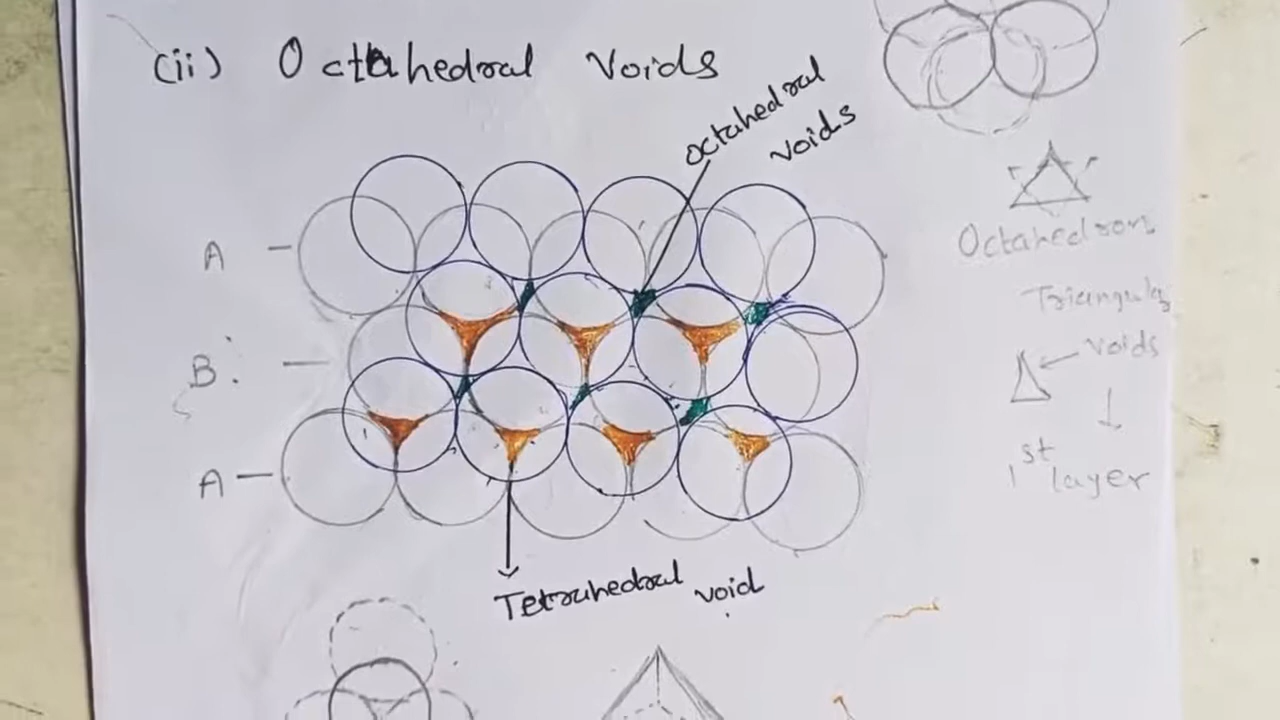 (ii) Octahedral Voids
octahedral
voids
A
B
A
Tetrahedral void
Octahedron
Triangular
voids
1st layer